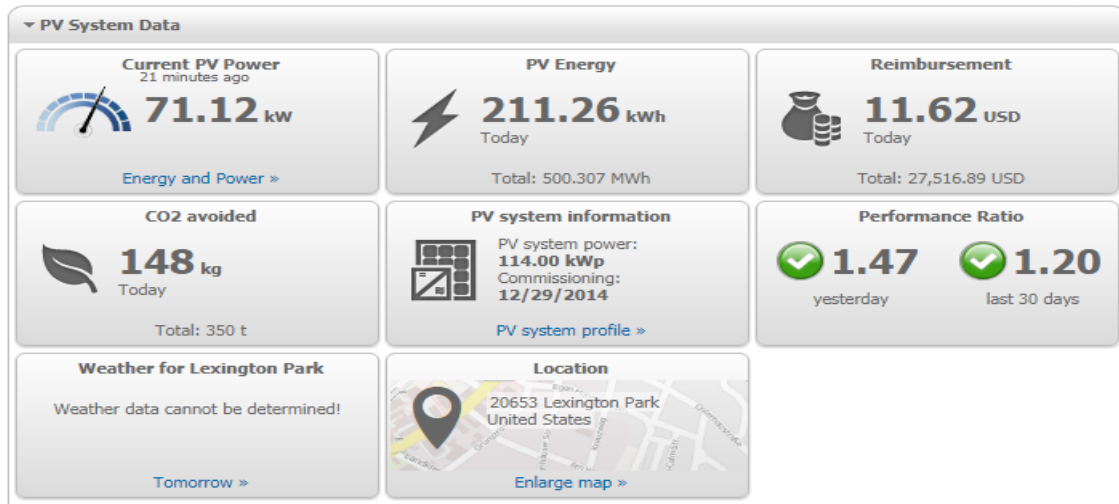 PV System Data
Current PV Power
21 minutes ago
71.12 kW
Energy and Power »
PV Energy
211.26 kWh
Today
Total: 500.307 MWh
Reimbursement
11.62 USD
Today
Total: 27,516.89 USD
CO2 avoided
148 kg
Today
Total: 350 t
PV system information
PV system power:
114.00 kWp
Commissioning:
12/29/2014
PV system profile »
Performance Ratio
1.47
yesterday
1.20
last 30 days
Weather for Lexington Park
Weather data cannot be determined!
Tomorrow »
Location
20653 Lexington Park
United States
Enlarge map »